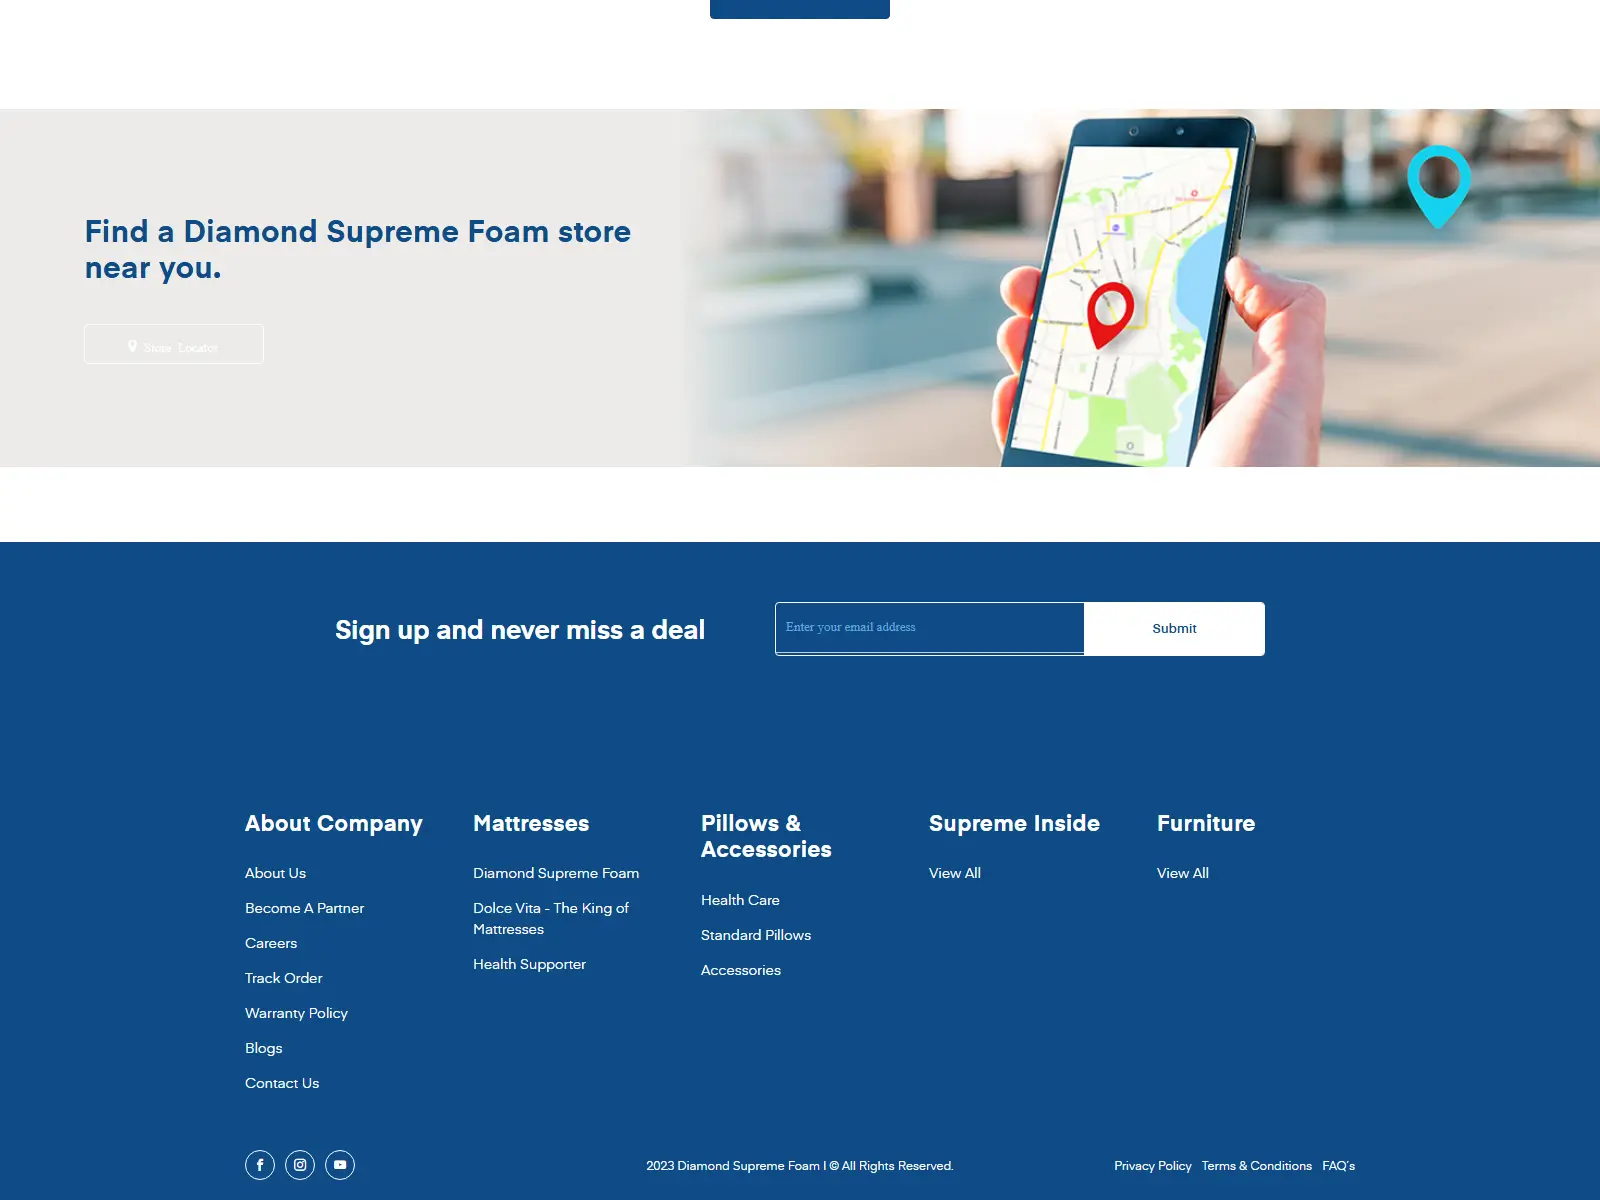 Find a Diamond Supreme Foam store
near you.
Store Locator
Sign up and never miss a deal
Enter your email address
Submit
About Company
About Us
Become A Partner
Careers
Track Order
Warranty Policy
Blogs
Contact Us
Mattresses
Diamond Supreme Foam
Dolce Vita - The King of
Mattresses
Health Supporter
Pillows &
Accessories
Health Care
Standard Pillows
Accessories
Supreme Inside
View All
Furniture
View All
2023 Diamond Supreme Foam I © All Rights Reserved.
Privacy Policy Terms & Conditions FAQ's